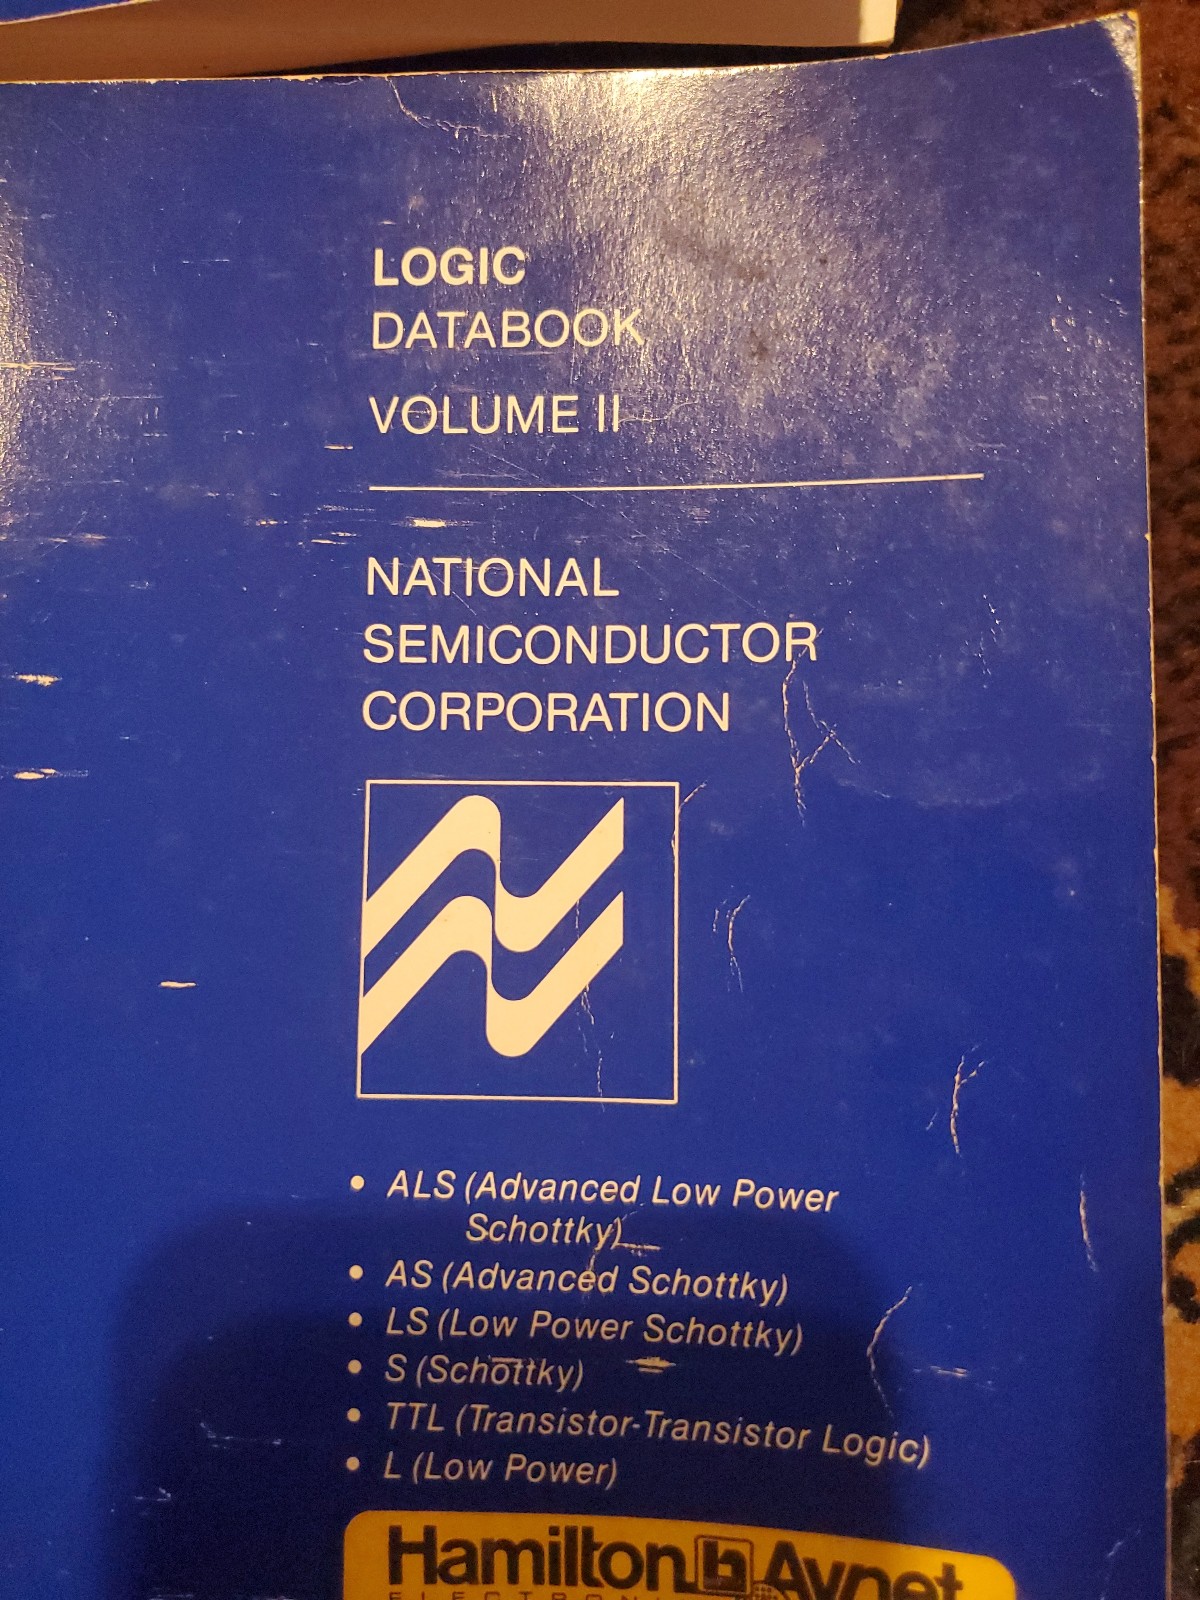 LOGIC
DATABOOK
VOLUME II
NATIONAL
SEMICONDUCTOR
CORPORATION
• ALS (Advanced Low Power
Schottky)
• AS (Advanced Schottky)
• LS (Low Power Schottky)
• S (Schottky)
• TTL (Transistor-Transistor Logic)
• L (Low Power)
Hamilton Avnet